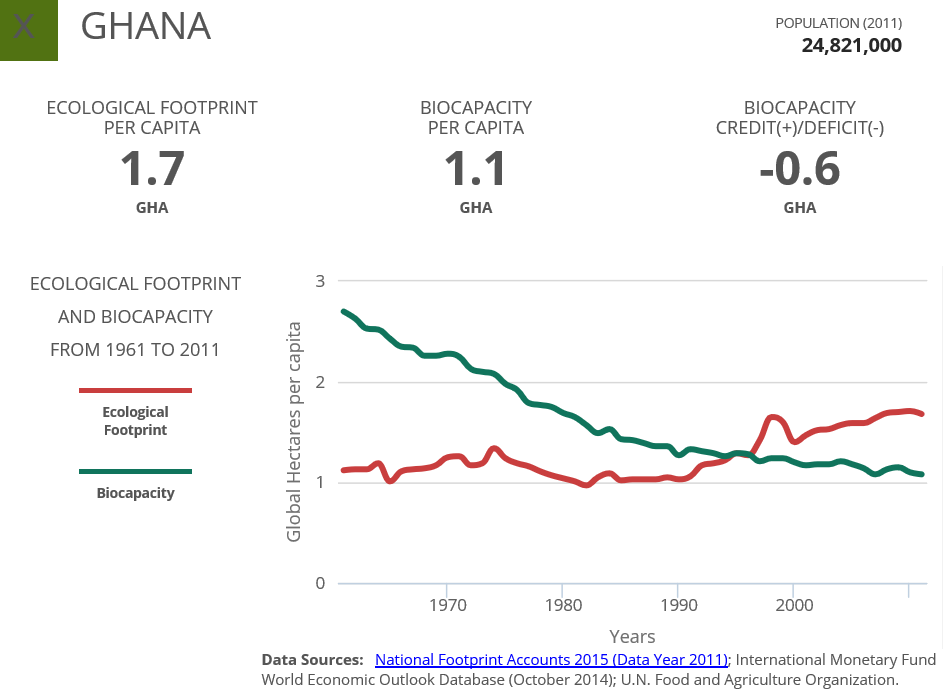 X
GHANA
POPULATION (2011)
24,821,000
ECOLOGICAL FOOTPRINT
PER CAPITA
1.7
GHA
BIOCAPACITY
PER CAPITA
1.1
GHA
BIOCAPACITY
CREDIT(+)/DEFICIT(-)
-0.6
GHA
ECOLOGICAL FOOTPRINT
AND BIOCAPACITY
FROM 1961 TO 2011
Ecological
Footprint
Biocapacity
Global Hectares per capita
3
2
1
0
1970
1980
1990
2000
Years
Data Sources: National Footprint Accounts 2015 (Data Year 2011); International Monetary Fund
World Economic Outlook Database (October 2014); U.N. Food and Agriculture Organization.